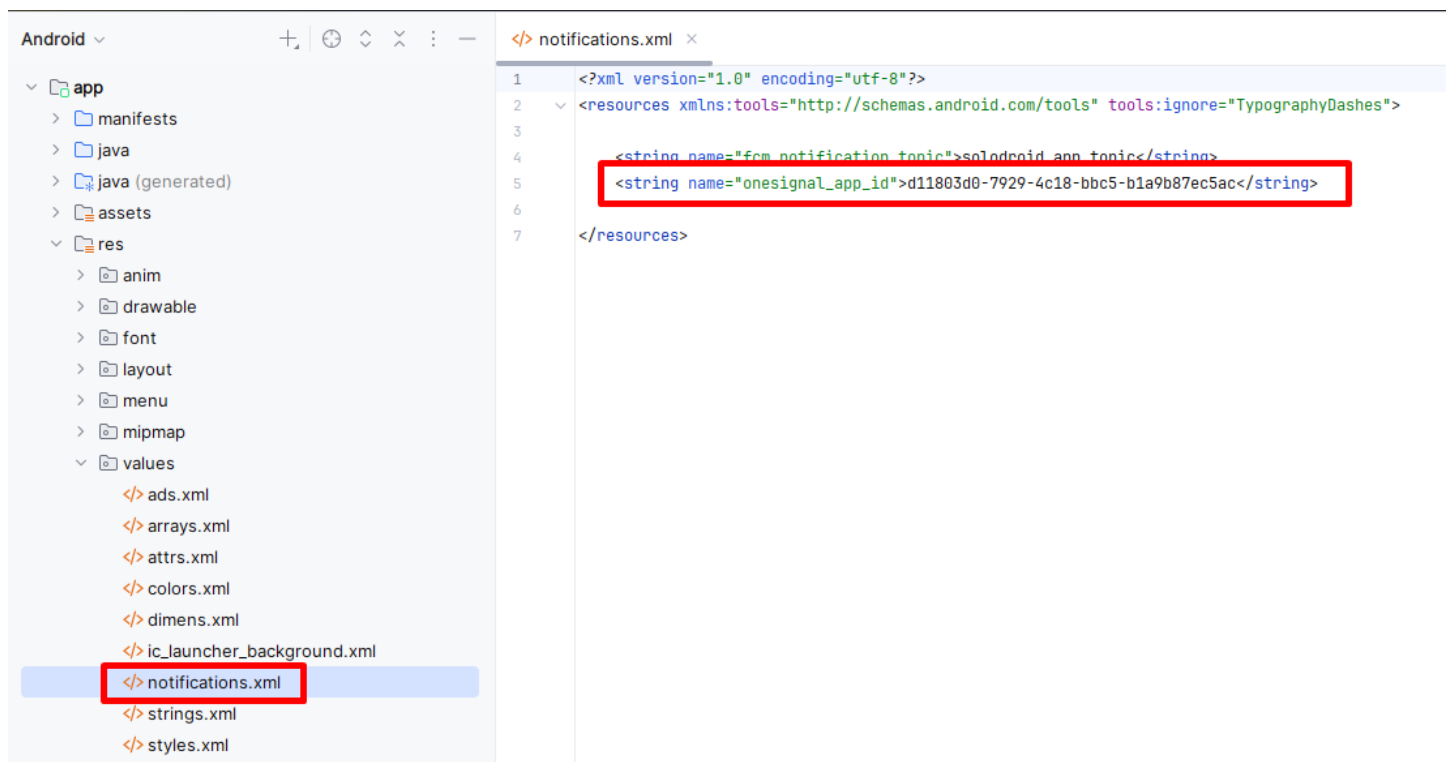 Android
app
manifests
java
java (generated)
assets
res
anim
drawable
font
layout
menu
mipmap
values
</> ads.xml
</> arrays.xml
</> attrs.xml
</> colors.xml
</> dimens.xml
</> ic_launcher_background.xml
</> notifications.xml
</> strings.xml
</> styles.xml
</> notifications.xml ×
1 <?xml version="1.0" encoding="utf-8"?>
2 <resources xmlns:tools="http://schemas.android.com/tools" tools:ignore="TypographyDashes">
3
4 <string name="fcm_notification_topic">solodroid_app_topic</string>
5 <string name="onesignal_app_id">d11803d0-7929-4c18-bbc5-b1a9b87ec5ac</string>
6
7 </resources>